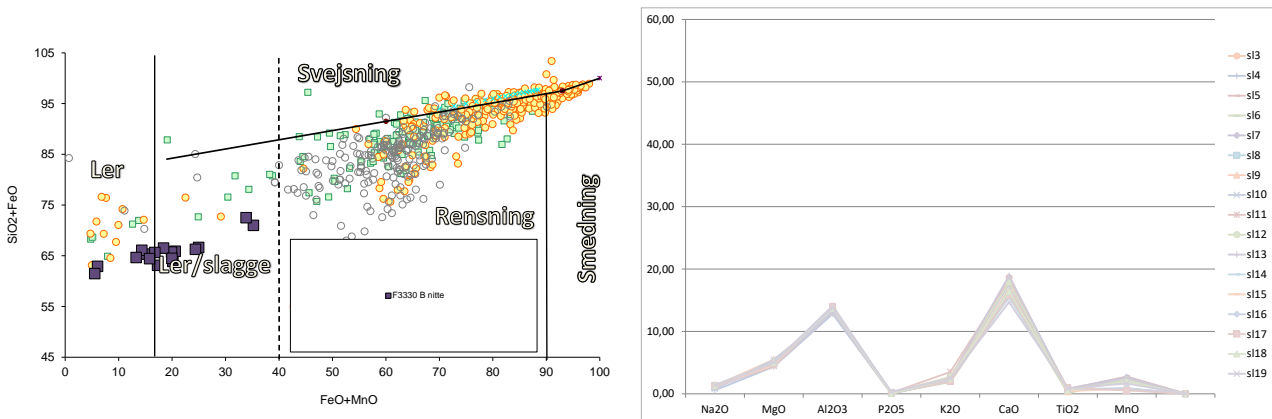 105
95
85
75
65
55
45
SiO2+FeO
0
10
20
30
40
50
60
70
80
90
100
FeO+MnO
Svejsning
Ler
Ler/slagge
Rensning
Smedning
F3330 B nitte
60,00
50,00
40,00
30,00
20,00
10,00
0,00
Na2O
MgO
Al2O3
P2O5
K2O
CaO
TiO2
MnO
sl3
sl4
sl5
sl6
sl7
sl8
sl9
sl10
sl11
sl12
sl13
sl14
sl15
sl16
sl17
sl18
sl19